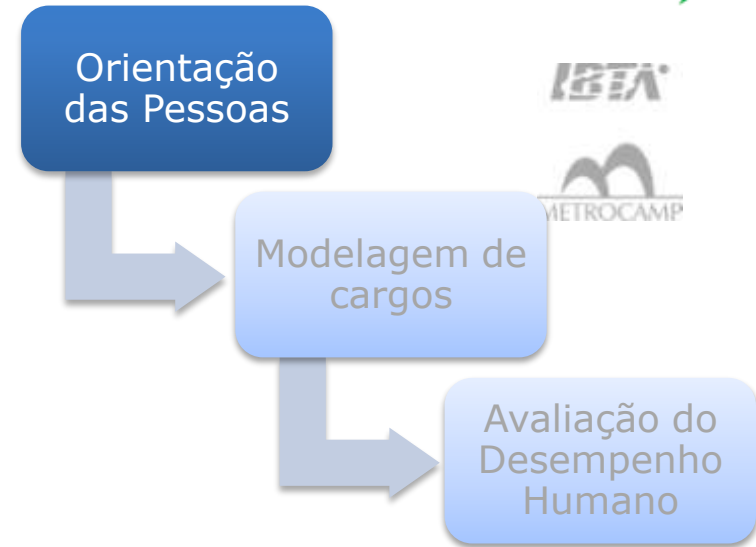 Orientação
das Pessoas
IBTA
METROCAMP
Modelagem de
cargos
Avaliação do
Desempenho
Humano